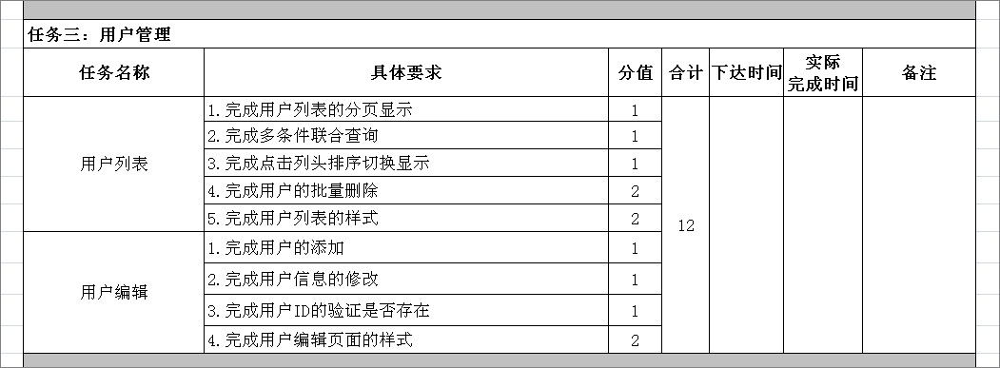 任务三：用户管理
任务名称 具体要求 分值 合计 下达时间 实际完成时间 备注
用户列表 1.完成用户列表的分页显示 1
2.完成多条件联合查询 1
3.完成点击列头排序切换显示 1
4.完成用户的批量删除 2
5.完成用户列表的样式 2
12
用户编辑 1.完成用户的添加 1
2.完成用户信息的修改 1
3.完成用户ID的验证是否存在 1
4.完成用户编辑页面的样式 2